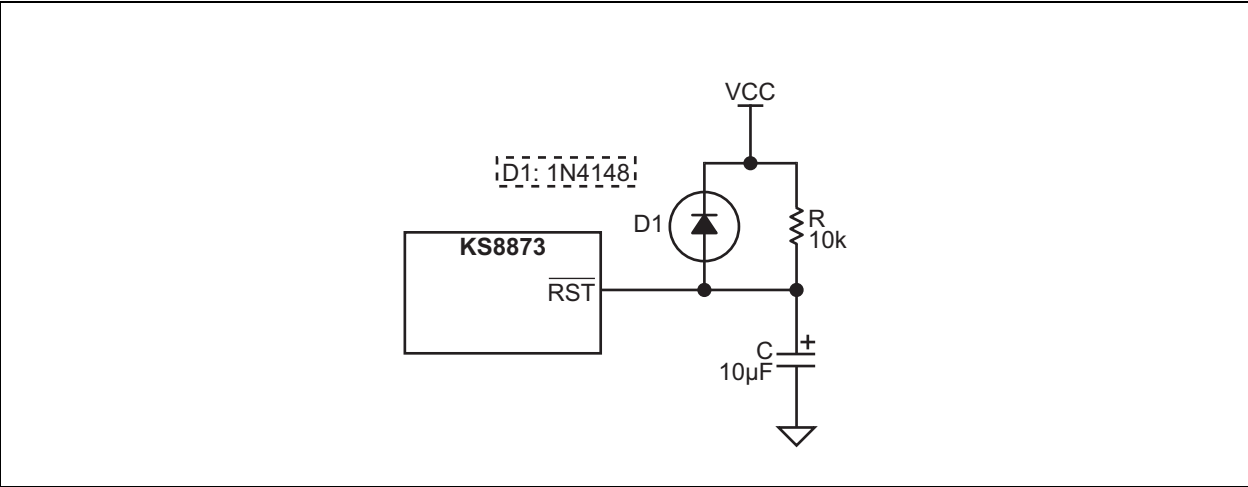 VCC
D1: 1N4148
D1
R
10k
KS8873
RST
+
C
10µF